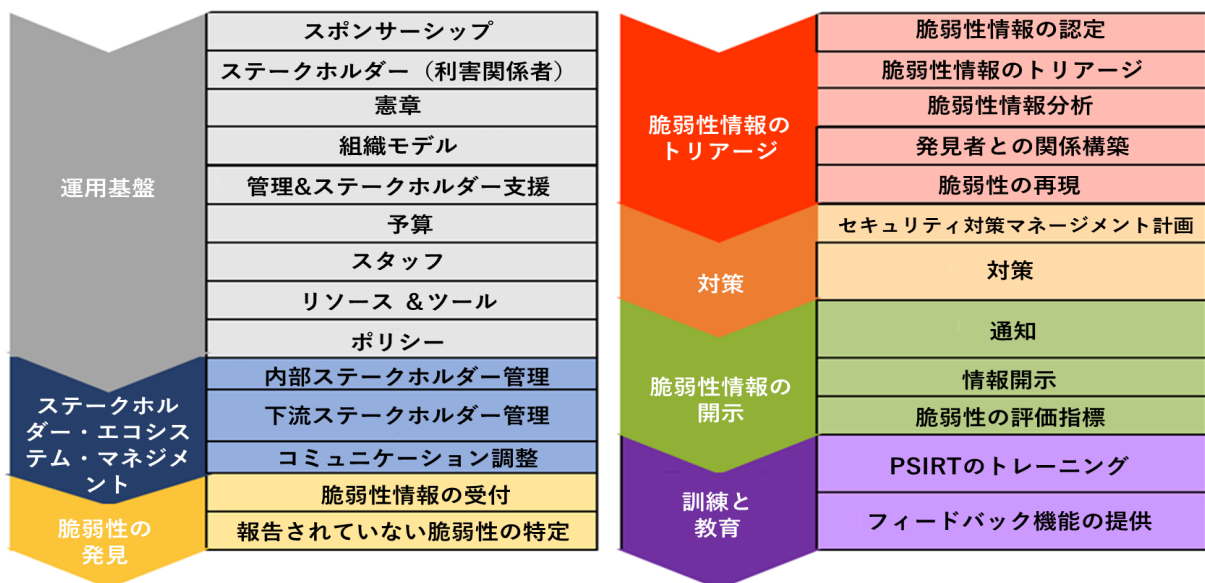 運用基盤
スポンサーシップ
ステークホルダー（利害関係者）
憲章
組織モデル
管理&ステークホルダー支援
予算
スタッフ
リソース ＆ツール
ポリシー
ステークホル
ダー・エコシス
テム・マネジメ
ント
内部ステークホルダー管理
下流ステークホルダー管理
コミュニケーション調整
脆弱性の
発見
脆弱性情報の受付
報告されていない脆弱性の特定
脆弱性情報の
トリアージ
脆弱性情報の認定
脆弱性情報のトリアージ
脆弱性情報分析
発見者との関係構築
脆弱性の再現
対策
セキュリティ対策マネージメント計画
対策
脆弱性情報の
開示
通知
情報開示
脆弱性の評価指標
訓練と
教育
PSIRTのトレーニング
フィードバック機能の提供